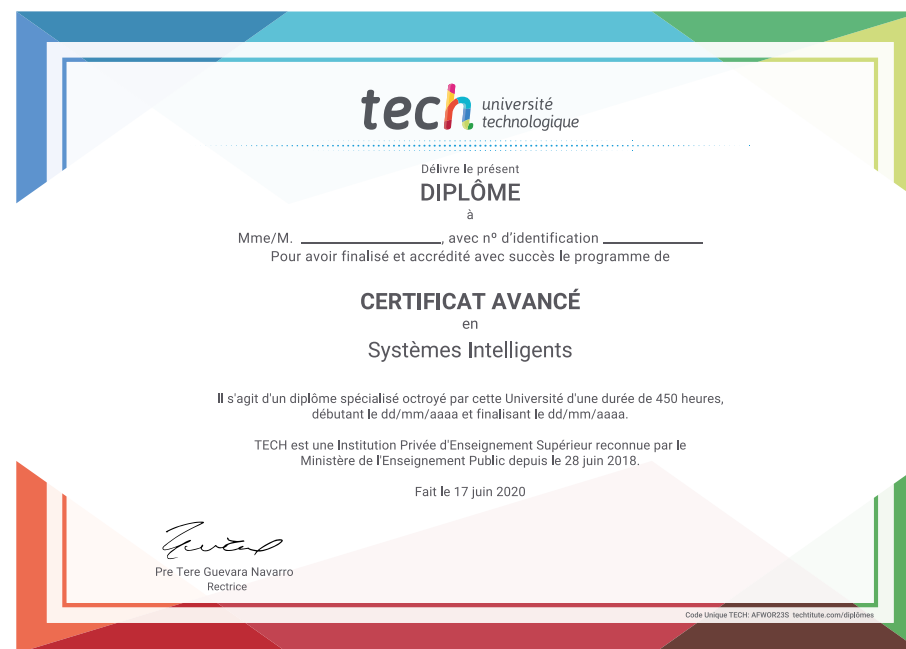 tech université
technologique
Délivre le présent
DIPLÔME
à
Mme/M. ____________________, avec nº d'identification ______________
Pour avoir finalisé et accrédité avec succès le programme de
CERTIFICAT AVANCÉ
en
Systèmes Intelligents
Il s'agit d'un diplôme spécialisé octroyé par cette Université d'une durée de 450 heures,
débutant le dd/mm/aaaa et finalisant le dd/mm/aaaa.
TECH est une Institution Privée d'Enseignement Supérieur reconnue par le
Ministère de l'Enseignement Public depuis le 28 juin 2018.
Fait le 17 juin 2020
Pre Tere Guevara Navarro
Rectrice
Code Unique TECH: AFWOR23S techtitute.com/diplômes